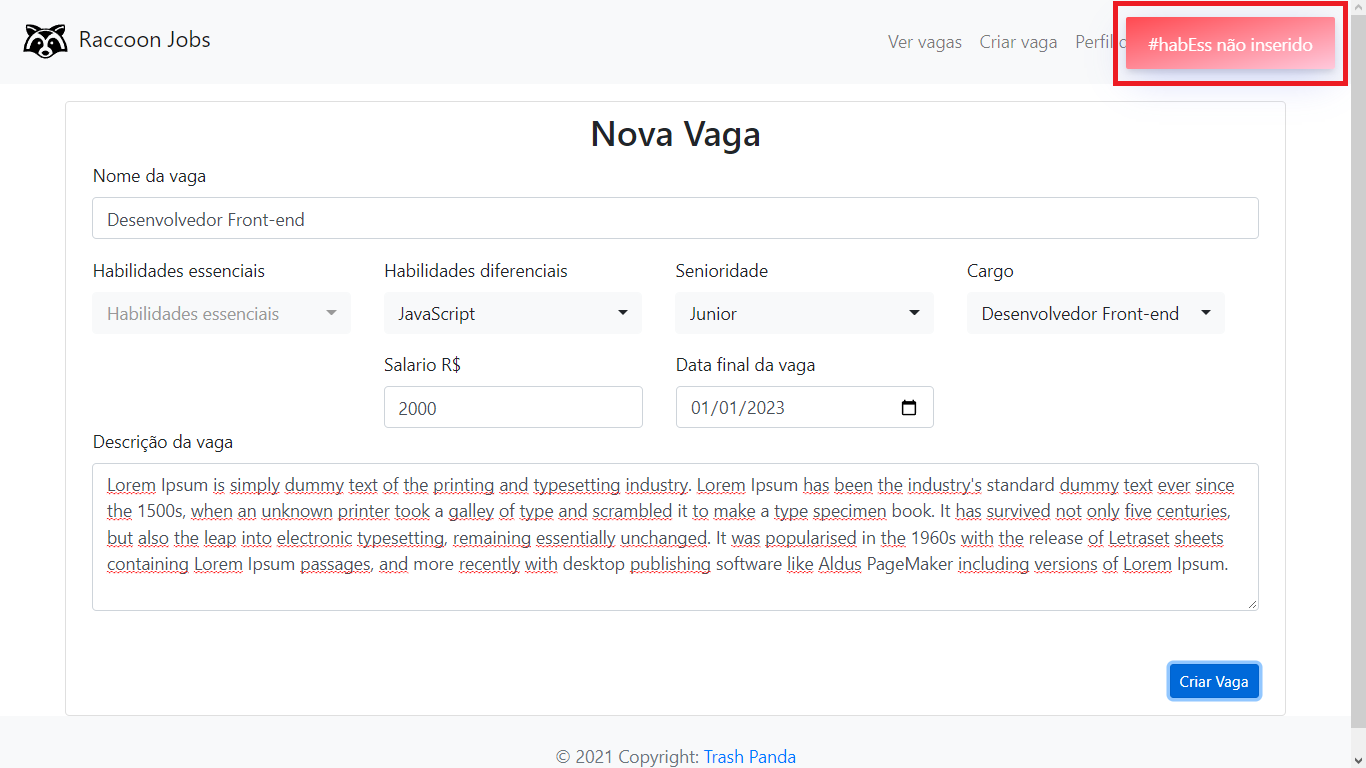 Raccoon Jobs
Ver vagas Criar vaga Perfil
#habEss não inserido
Nova Vaga
Nome da vaga
Desenvolvedor Front-end
Habilidades essenciais Habilidades diferenciais Senioridade Cargo
Habilidades essenciais JavaScript Junior Desenvolvedor Front-end
Salario R$ Data final da vaga
2000 01/01/2023
Descrição da vaga
Lorem Ipsum is simply dummy text of the printing and typesetting industry. Lorem Ipsum has been the industry's standard dummy text ever since
the 1500s, when an unknown printer took a galley of type and scrambled it to make a type specimen book. It has survived not only five centuries,
but also the leap into electronic typesetting, remaining essentially unchanged. It was popularised in the 1960s with the release of Letraset sheets
containing Lorem Ipsum passages, and more recently with desktop publishing software like Aldus PageMaker including versions of Lorem Ipsum.
Criar Vaga
© 2021 Copyright: Trash Panda